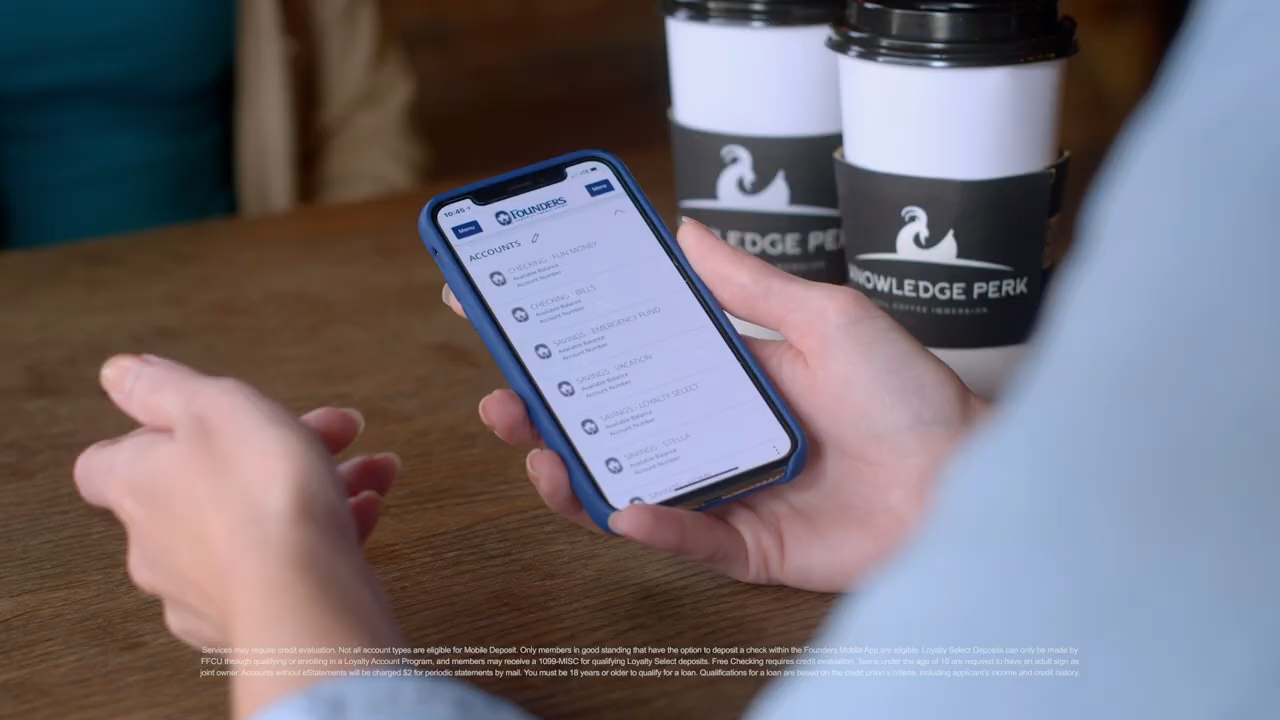 10:45
Menu
FOUNDERS
More
ACCOUNTS
CHECKING - FUN MONEY
Available Balance
Account Number
CHECKING - BILLS
Available Balance
Account Number
SAVINGS - EMERGENCY FUND
Available Balance
Account Number
SAVINGS - VACATION
Available Balance
Account Number
SAVINGS - LOYALTY SELECT
Available Balance
Account Number
SAVINGS - STELLA
Available Balance
Account Number
KNOWLEDGE PERK
COFFEE IMMERSION
Services may require credit evaluation. Not all account types are eligible for Mobile Deposit. Only members in good standing that have the option to deposit a check within the Founders Mobile App are eligible. Loyalty Select Deposits can only be made by
FFCU through qualifying or enrolling in a Loyalty Account Program, and members may receive a 1099-MISC for qualifying Loyalty Select deposits. Free Checking requires credit evaluation. Teens under the age of 18 are required to have an adult sign as
joint owner. Accounts without eStatements will be charged $2 for periodic statements by mail. You must be 18 years or older to qualify for a loan. Qualifications for a loan are based on the credit union's criteria, including applicant's income and credit history.